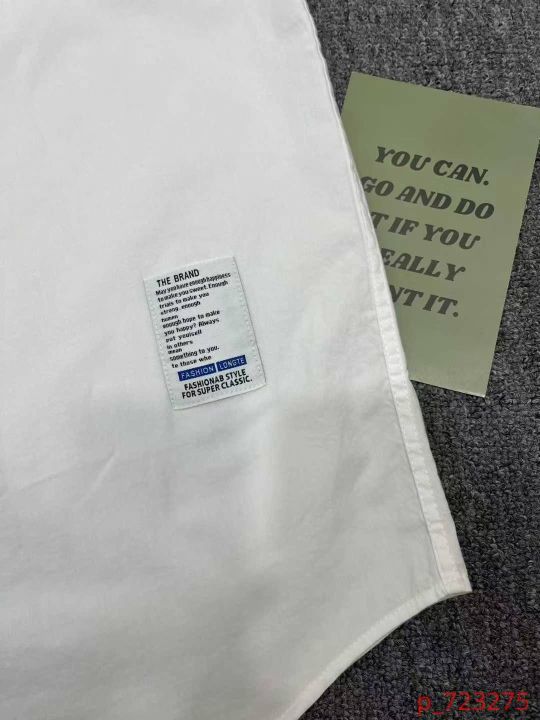 THE BRAND
May you have enough happiness
to make you sweet. Enough
trials to make you
strong. enough
human
enough hope to make
you happy? Always
out yourself
in others
mean
something to you.
to those who
FASHION LONGTE
FASHIONAB STYLE
FOR SUPER CLASSIC.
YOU CAN.
GO AND DO
T IF YOU
EALLY
NT IT.
p_723275